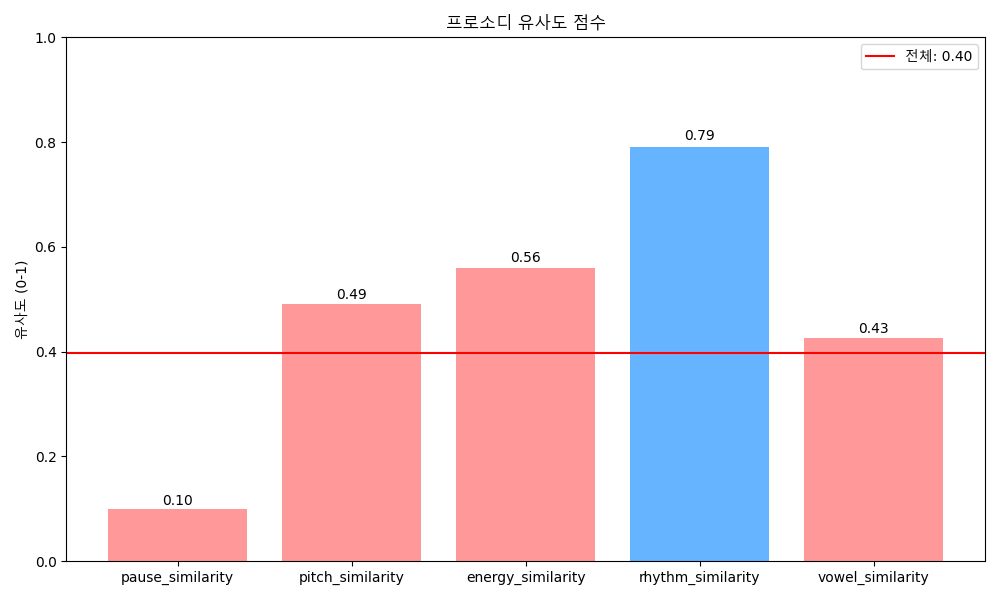 프로소디 유사도 점수
전체: 0.40
유사도 (0-1)
1.0
0.8
0.6
0.4
0.2
0.0
0.10
0.49
0.56
0.79
0.43
pause_similarity
pitch_similarity
energy_similarity
rhythm_similarity
vowel_similarity